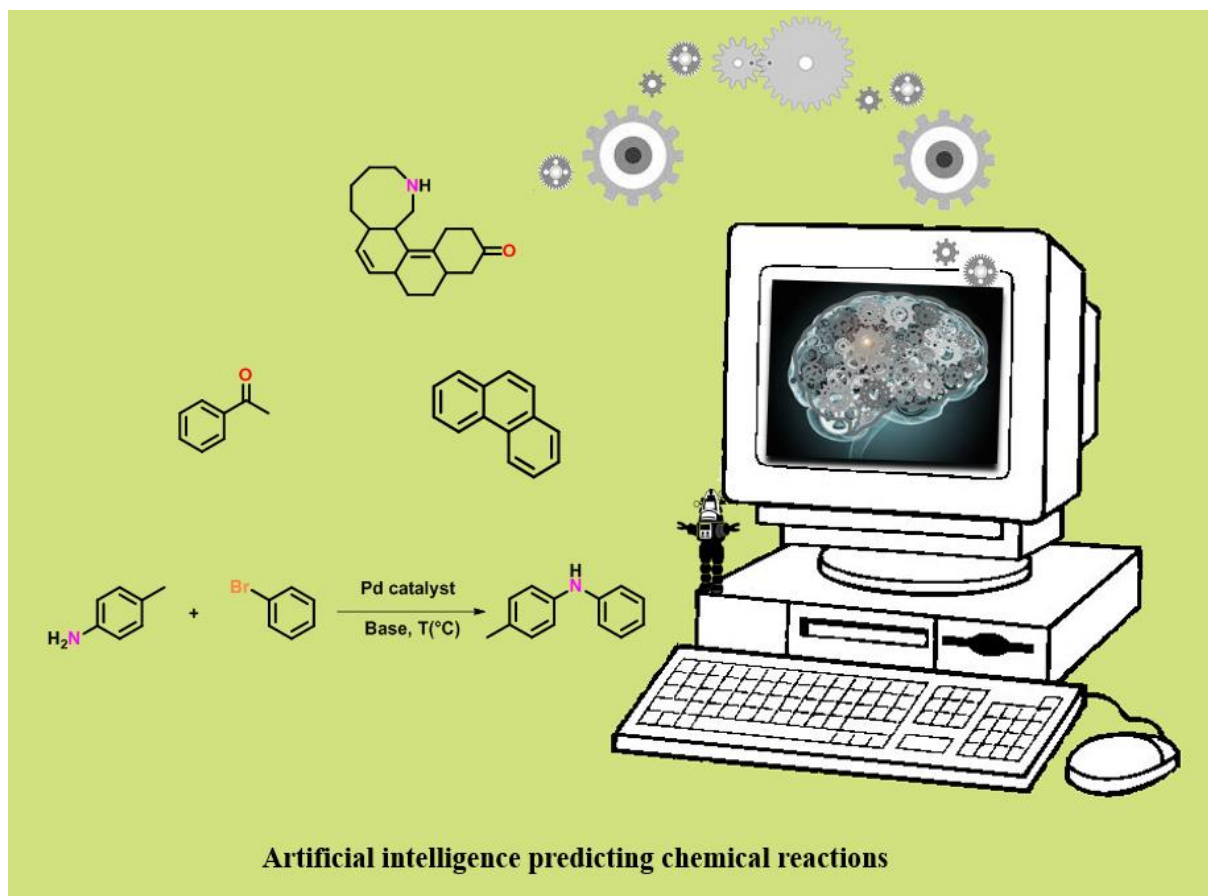 NH
O
O
H₂N
+
Br
Pd catalyst
Base, T(°C)
H
N
Artificial intelligence predicting chemical reactions